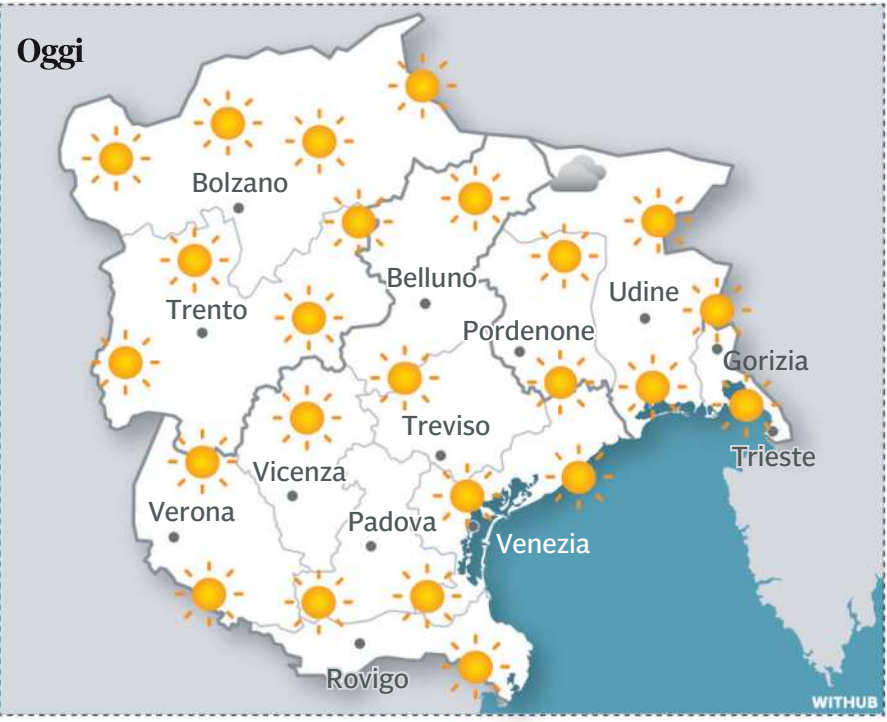 Oggi
Bolzano
Belluno
Trento
Udine
Pordenone
Gorizia
Treviso
Trieste
Vicenza
Verona
Padova
Venezia
Rovigo
WITHUB